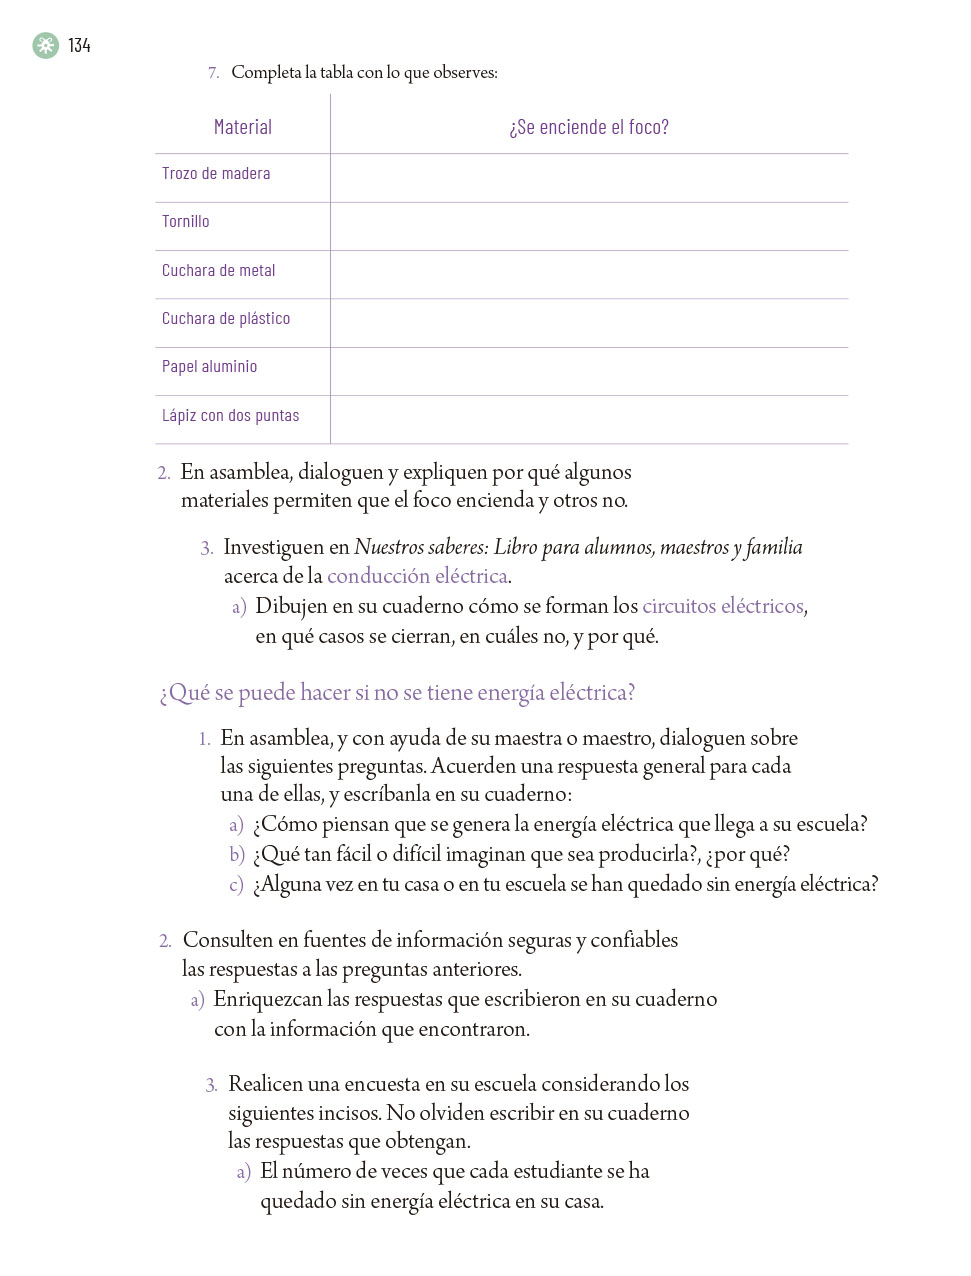 134
7. Completa la tabla con lo que observes:
Material ¿Se enciende el foco?
Trozo de madera
Tornillo
Cuchara de metal
Cuchara de plástico
Papel aluminio
Lápiz con dos puntas
2. En asamblea, dialoguen y expliquen por qué algunos
materiales permiten que el foco encienda y otros no.
3. Investiguen en Nuestros saberes: Libro para alumnos, maestros y familia
acerca de la conducción eléctrica.
a) Dibujen en su cuaderno cómo se forman los circuitos eléctricos,
en qué casos se cierran, en cuáles no, y por qué.
¿Qué se puede hacer si no se tiene energía eléctrica?
1. En asamblea, y con ayuda de su maestra o maestro, dialoguen sobre
las siguientes preguntas. Acuerden una respuesta general para cada
una de ellas, y escríbanla en su cuaderno:
a) ¿Cómo piensan que se genera la energía eléctrica que llega a su escuela?
b) ¿Qué tan fácil o difícil imaginan que sea producirla?, ¿por qué?
c) ¿Alguna vez en tu casa o en tu escuela se han quedado sin energía eléctrica?
2. Consulten en fuentes de información seguras y confiables
las respuestas a las preguntas anteriores.
a) Enriquezcan las respuestas que escribieron en su cuaderno
con la información que encontraron.
3. Realicen una encuesta en su escuela considerando los
siguientes incisos. No olviden escribir en su cuaderno
las respuestas que obtengan.
a) El número de veces que cada estudiante se ha
quedado sin energía eléctrica en su casa.